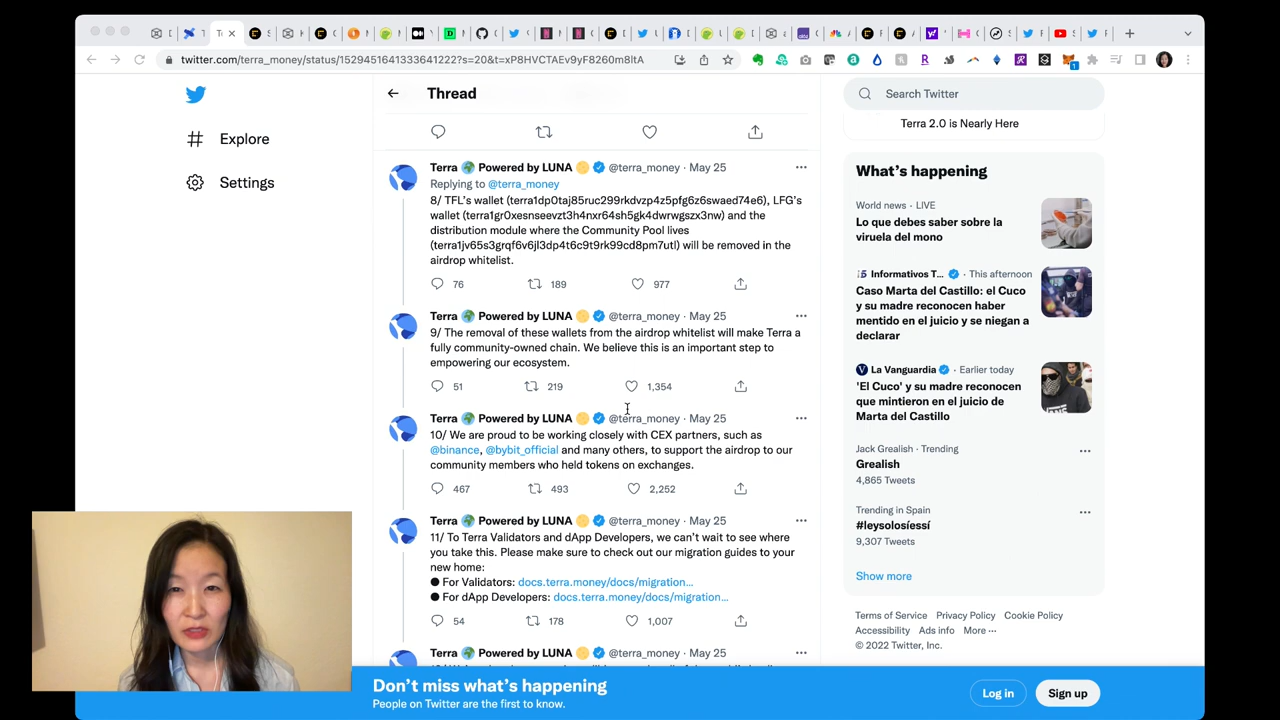 twitter.com/terra_money/status/1529451641333641222?s=20&t=xP8HVCTAEv9yF8260m8ltA
Explore
Settings
Thread
Terra Powered by LUNA @terra_money · May 25
Replying to @terra_money
8/ TFL's wallet (terra1dp0taj85ruc299rkdvzp4z5pfg6z6swaed74e6), LFG's
wallet (terra1gr0xesnseevzt3h4nxr64sh5gk4dwrwgszx3nw) and the
distribution module where the Community Pool lives
(terra1jv65s3grqf6v6jl3dp4t6c9t9rk99cd8pm7utl) will be removed in the
airdrop whitelist.
76 189 977
Terra Powered by LUNA @terra_money · May 25
9/ The removal of these wallets from the airdrop whitelist will make Terra a
fully community-owned chain. We believe this is an important step to
empowering our ecosystem.
51 219 1,354
Terra Powered by LUNA @terra_money · May 25
10/ We are proud to be working closely with CEX partners, such as
@binance, @bybit_official and many others, to support the airdrop to our
community members who held tokens on exchanges.
467 493 2,252
Terra Powered by LUNA @terra_money · May 25
11/ To Terra Validators and dApp Developers, we can't wait to see where
you take this. Please make sure to check out our migration guides to your
new home:
● For Validators: docs.terra.money/docs/migration…
● For dApp Developers: docs.terra.money/docs/migration…
54 178 1,007
Terra Powered by LUNA @terra_money · May 25
Search Twitter
Terra 2.0 is Nearly Here
What's happening
World news · LIVE
Lo que debes saber sobre la
viruela del mono
Informativos T... · This afternoon
Caso Marta del Castillo: el Cuco
y su madre reconocen haber
mentido en el juicio y se niegan a
declarar
La Vanguardia · Earlier today
'El Cuco' y su madre reconocen
que mintieron en el juicio de
Marta del Castillo
Jack Grealish · Trending
Grealish
4,865 Tweets
Trending in Spain
#leysolosíessí
9,307 Tweets
Show more
Terms of Service Privacy Policy Cookie Policy
Accessibility Ads info More ···
© 2022 Twitter, Inc.
Don't miss what's happening
People on Twitter are the first to know.
Log in
Sign up